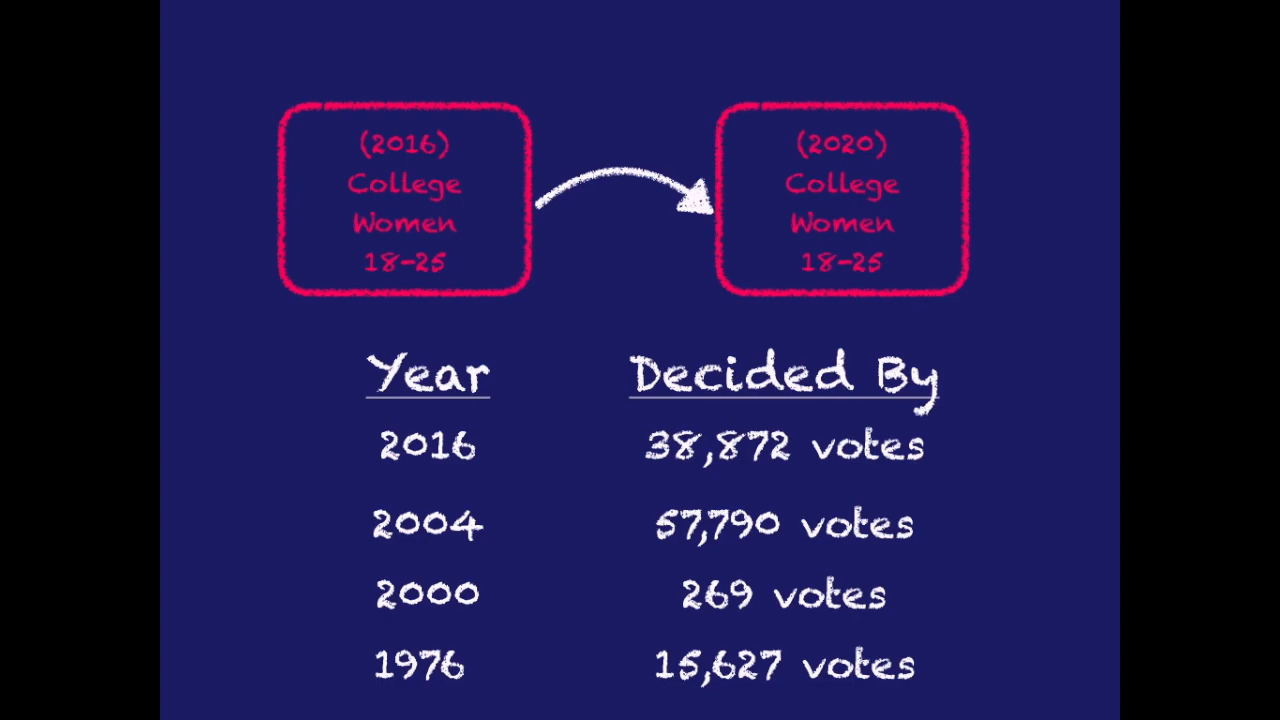 (2016)
College
Women
18-25
(2020)
College
Women
18-25
Year Decided By
2016 38,872 votes
2004 57,790 votes
2000 269 votes
1976 15,627 votes